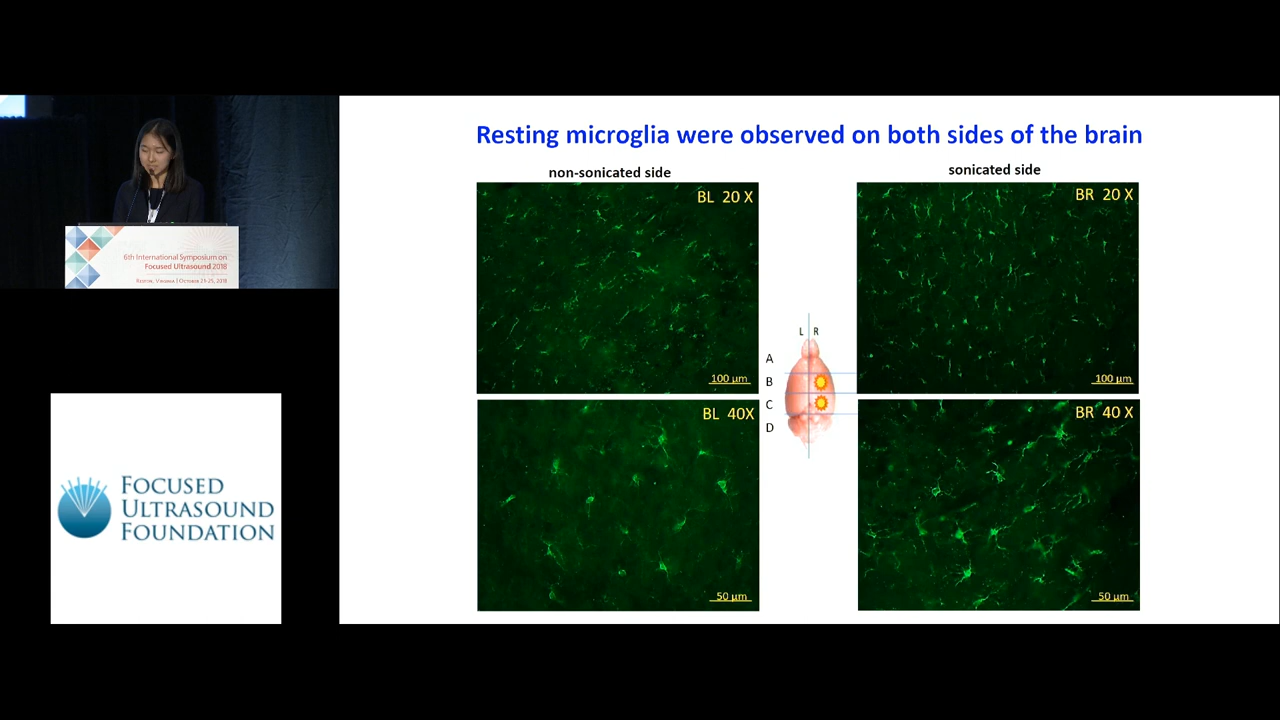 Resting microglia were observed on both sides of the brain
non-sonicated side
sonicated side
BL 20 X
BR 20 X
100 µm
100 µm
L R
A
B
C
D
BL 40X
BR 40 X
50 µm
50 µm
6th International Symposium on
Focused Ultrasound 2018
Reston, Virginia | October 21-25, 2018
FOCUSED
ULTRASOUND
FOUNDATION